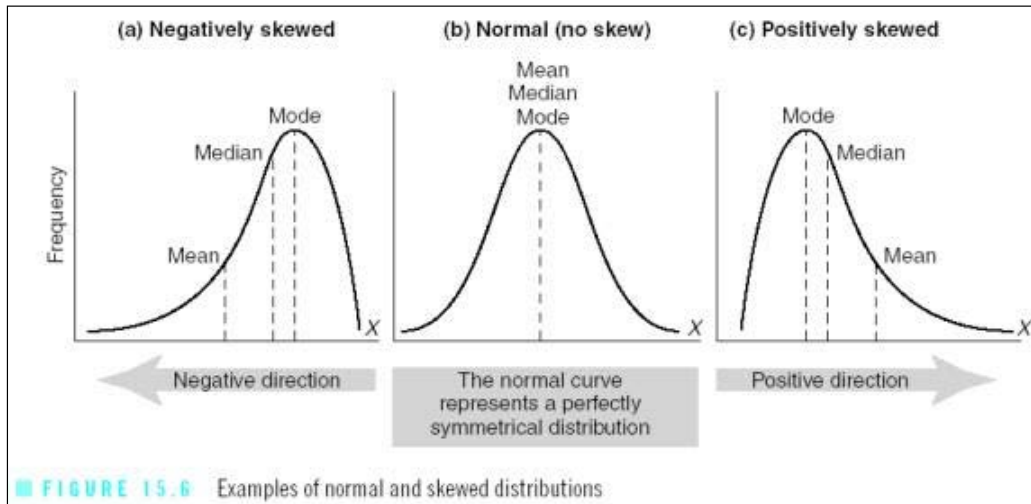 (a) Negatively skewed
(b) Normal (no skew)
(c) Positively skewed
Frequency
Mode
Median
Mean
X
Mean
Median
Mode
X
Mode
Median
Mean
X
Negative direction
The normal curve
represents a perfectly
symmetrical distribution
Positive direction
FIGURE 15.6 Examples of normal and skewed distributions